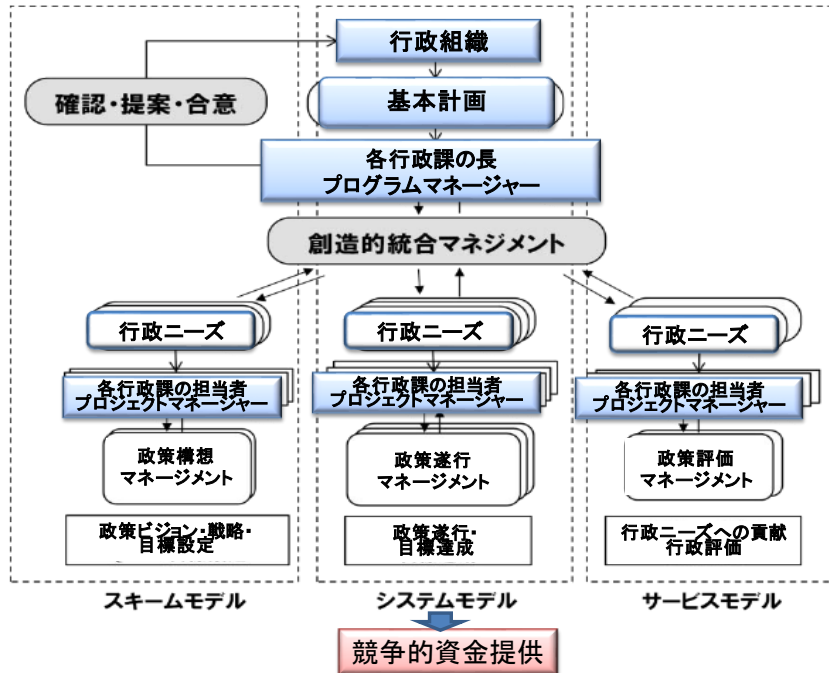 行政組織
確認・提案・合意
基本計画
各行政課の長
プログラムマネージャー
創造的統合マネジメント
行政ニーズ
行政ニーズ
行政ニーズ
各行政課の担当者
プロジェクトマネージャー
各行政課の担当者
プロジェクトマネージャー
各行政課の担当者
プロジェクトマネージャー
政策構想
マネージメント
政策遂行
マネージメント
政策評価
マネージメント
政策ビジョン・戦略・
目標設定
政策遂行・
目標達成
行政ニーズへの貢献
行政評価
スキームモデル
システムモデル
サービスモデル
競争的資金提供